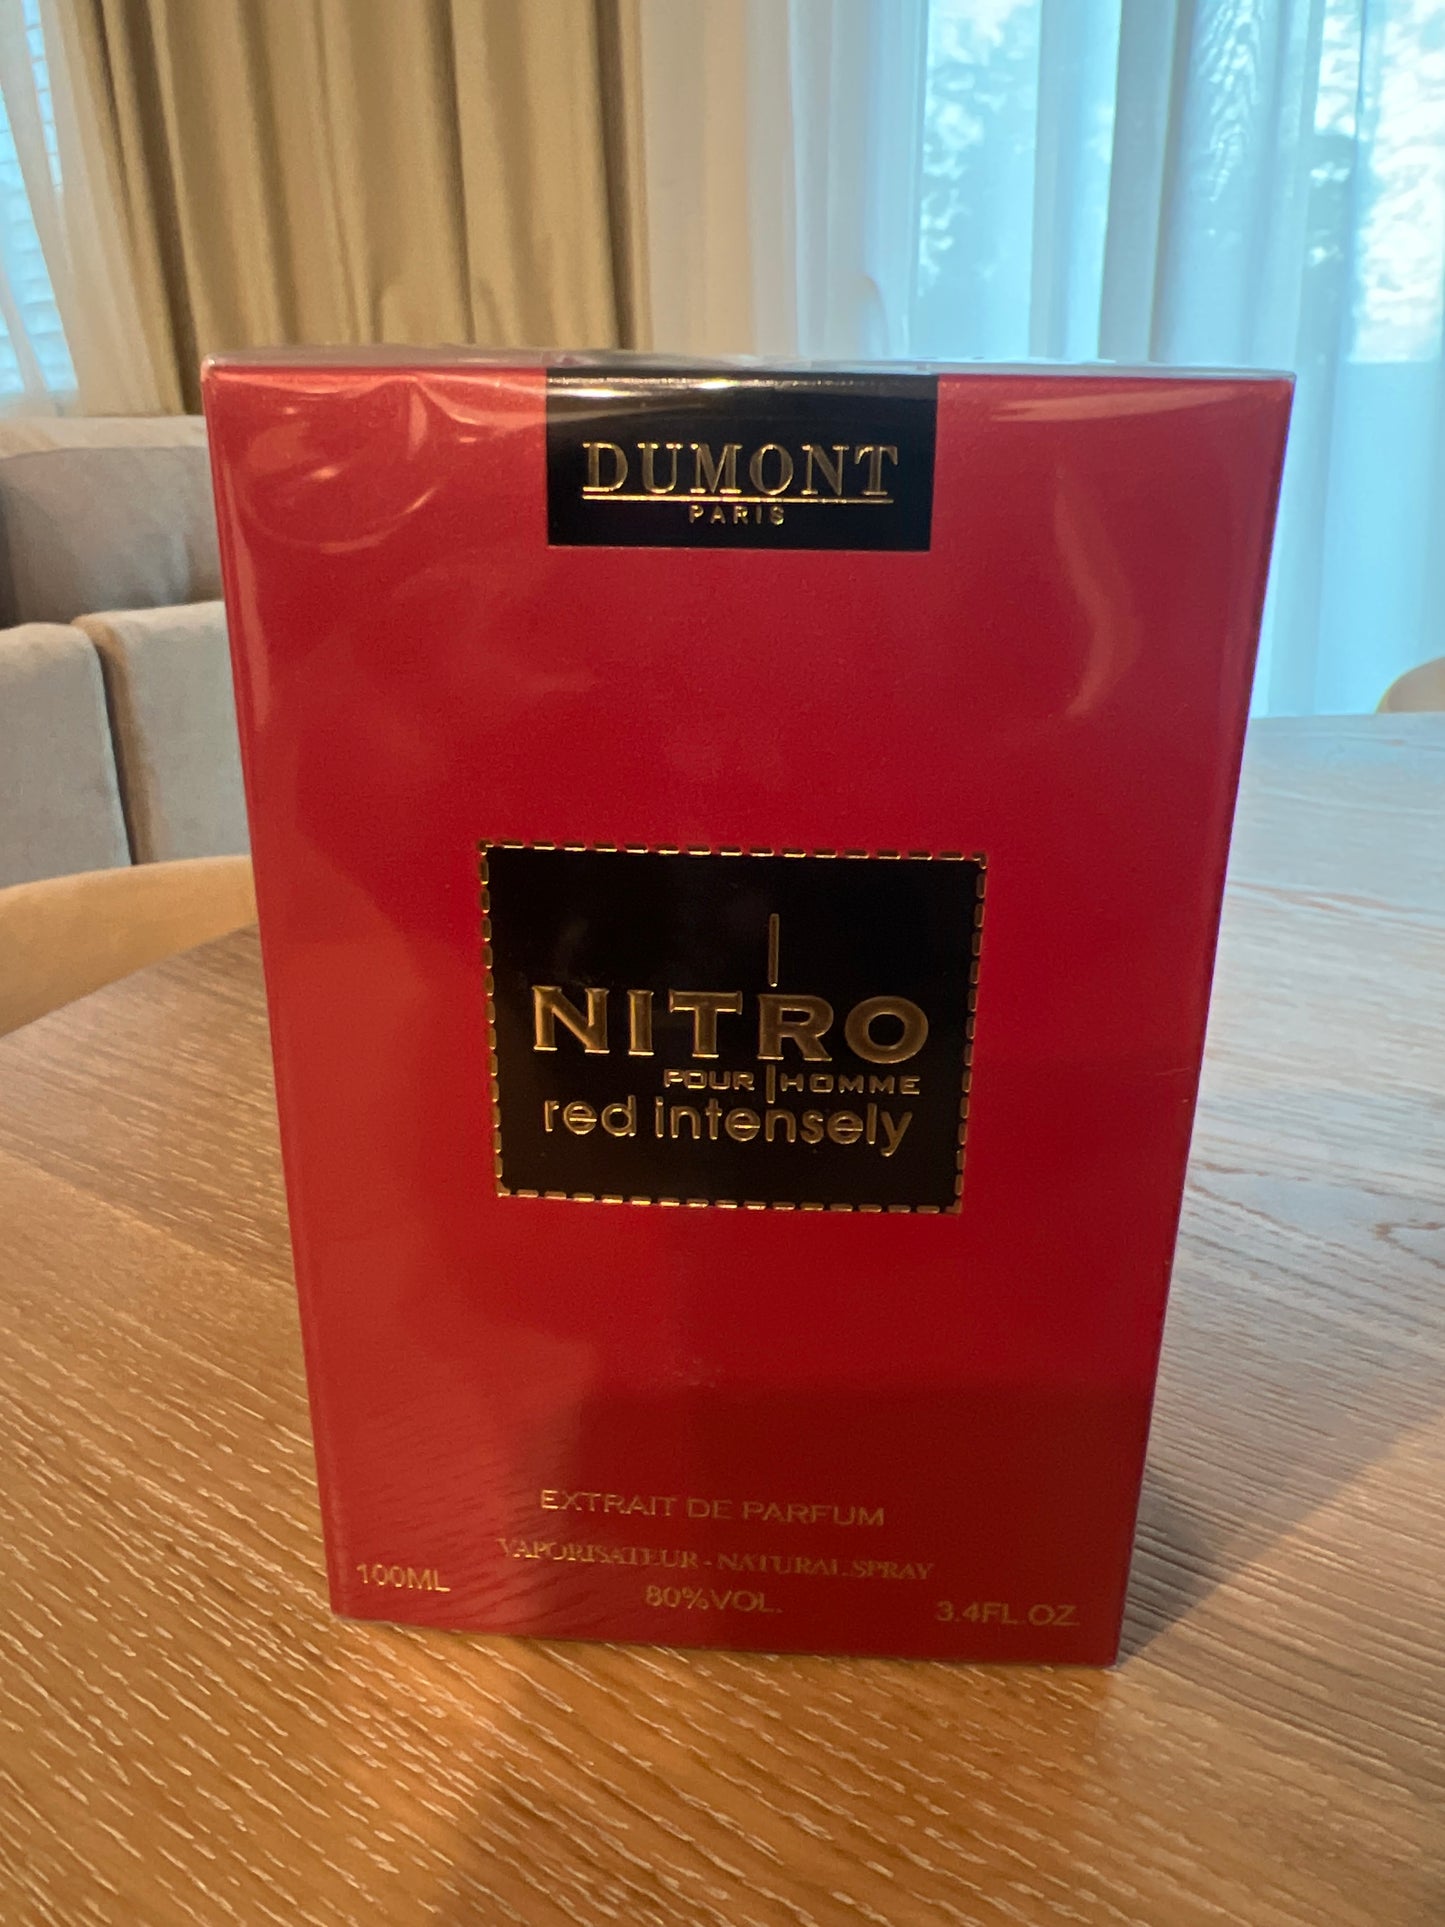 DUMONT
PARIS
NITRO
POUR HOMME
red intensely
EXTRAIT DE PARFUM
VAPORISATEUR - NATURAL SPRAY
100ML
80%VOL.
3.4FL.OZ